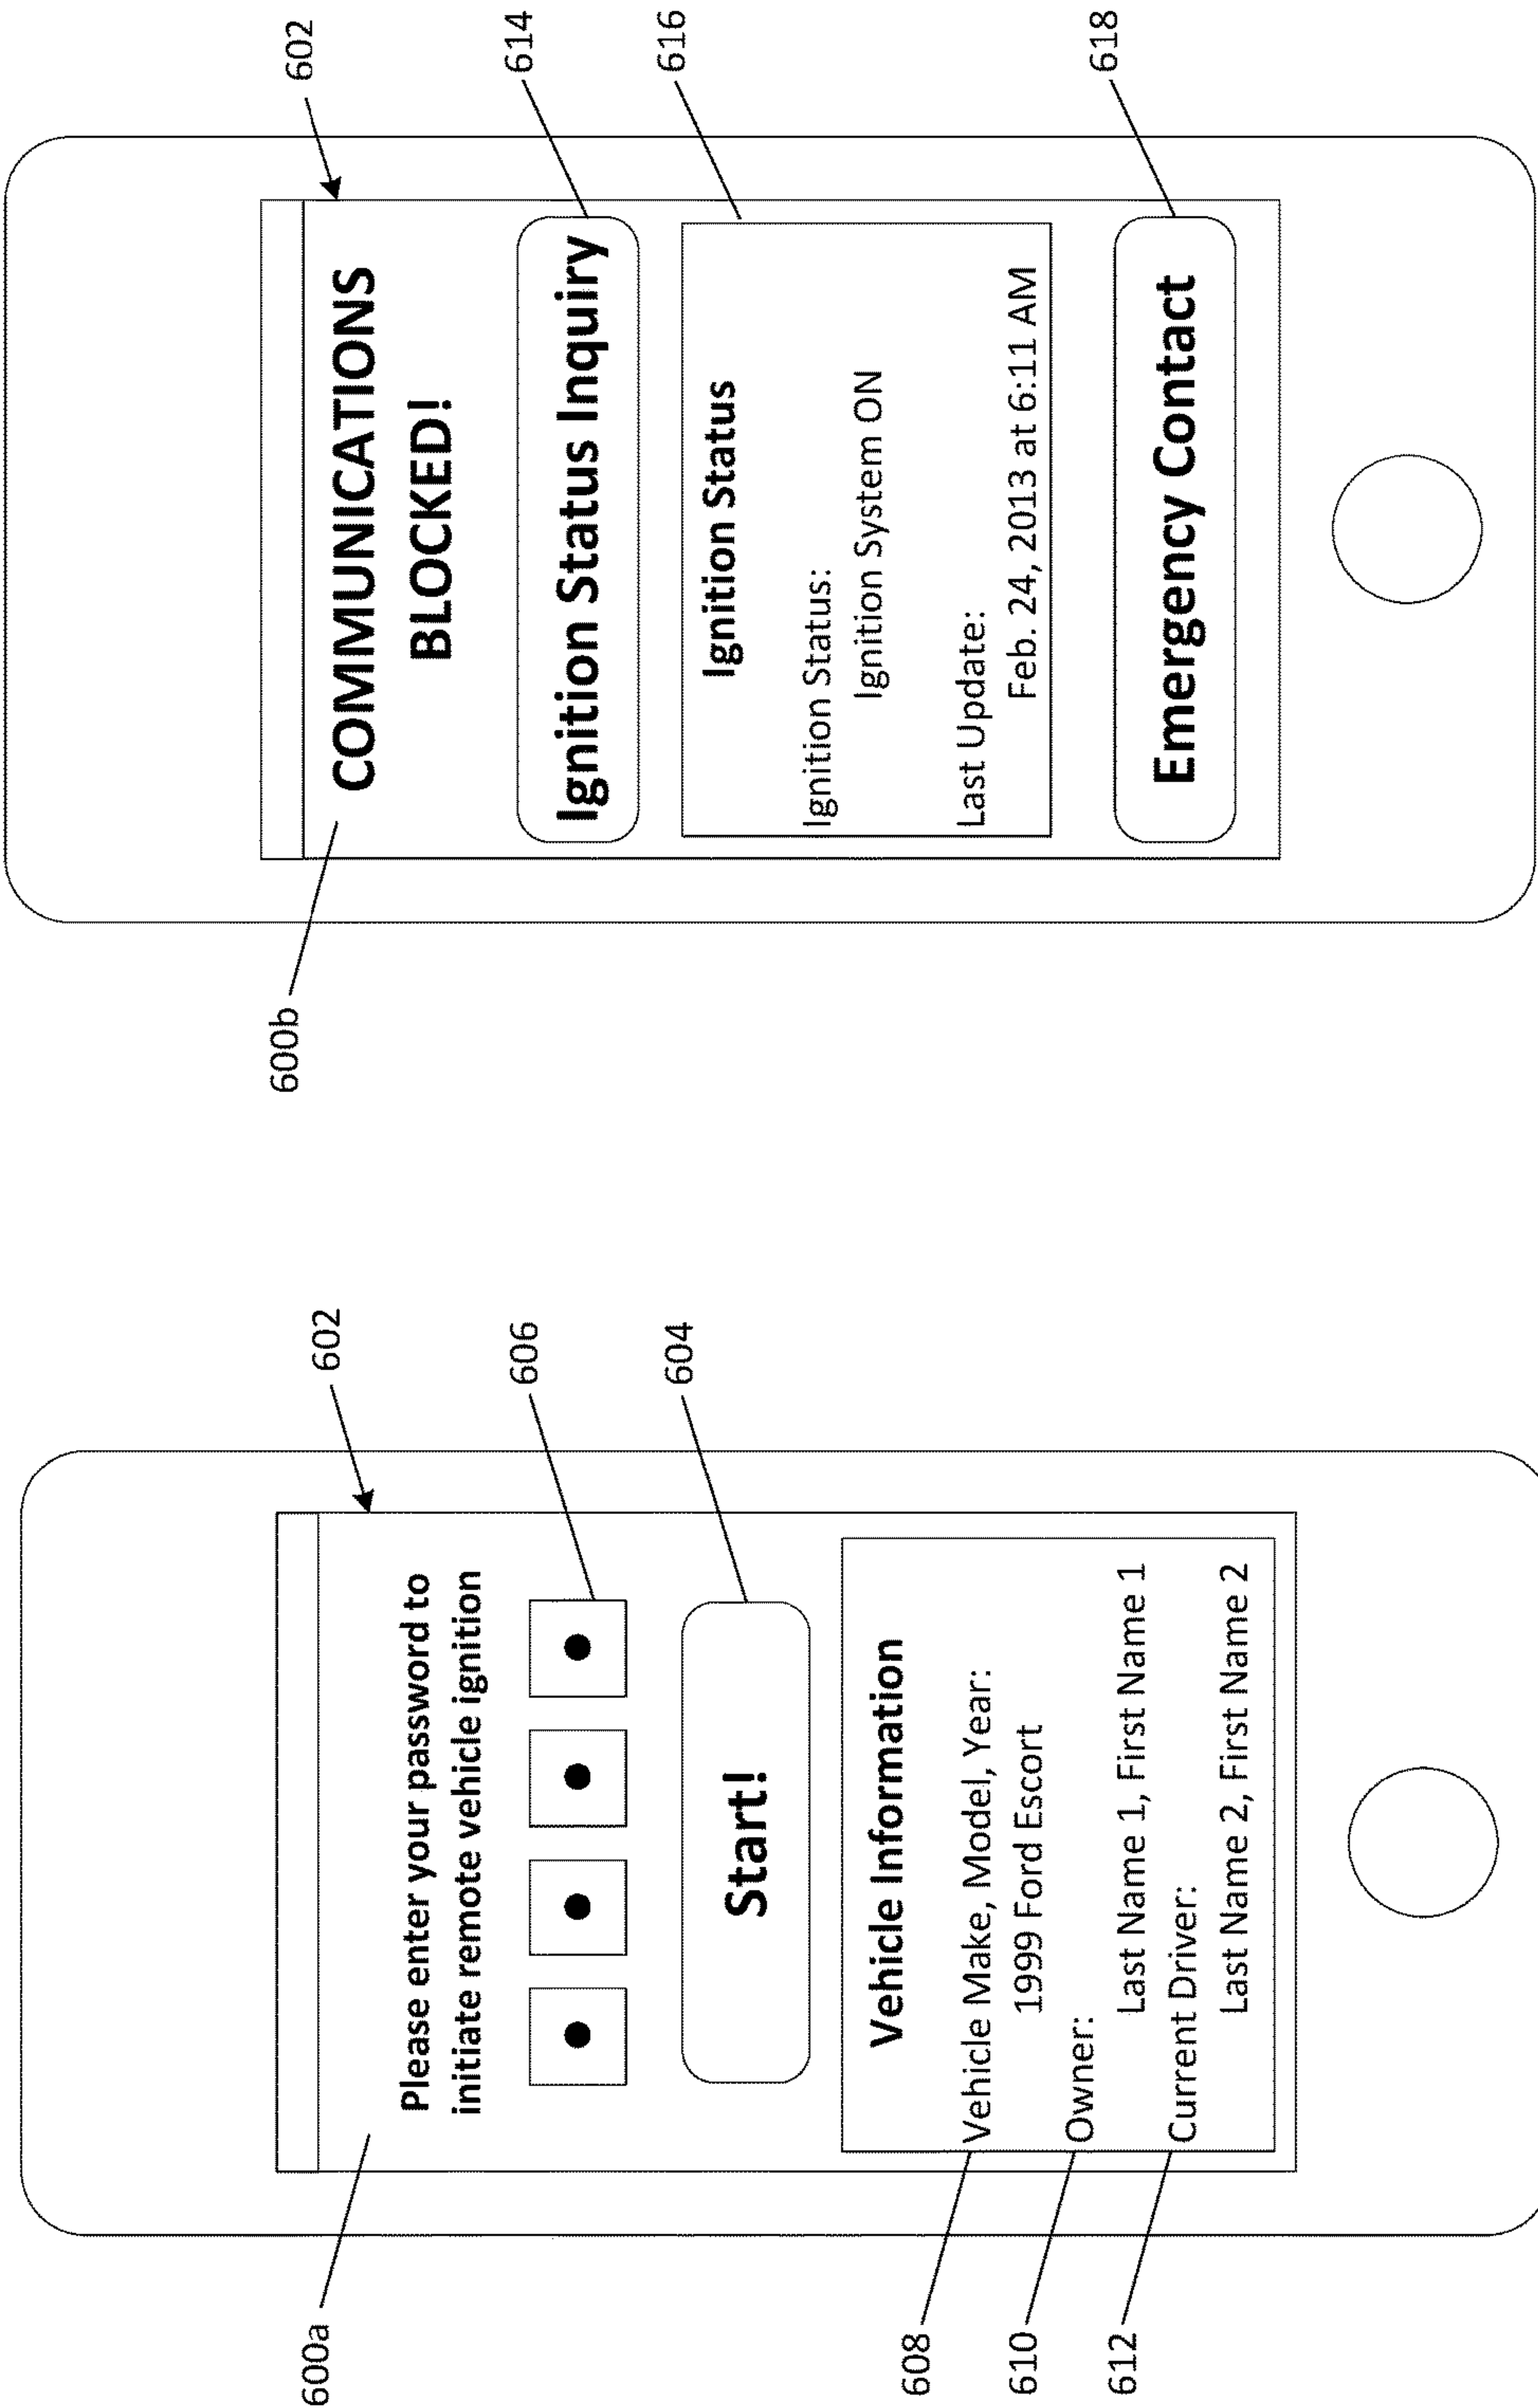 600a
602
Please enter your password to
initiate remote vehicle ignition
606
Start!
604
Vehicle Information
608
Vehicle Make, Model, Year:
1999 Ford Escort
610
Owner:
Last Name 1, First Name 1
612
Current Driver:
Last Name 2, First Name 2
600b
602
COMMUNICATIONS
BLOCKED!
614
Ignition Status Inquiry
616
Ignition Status
Ignition Status:
Ignition System ON
Last Update:
Feb. 24, 2013 at 6:11 AM
618
Emergency Contact